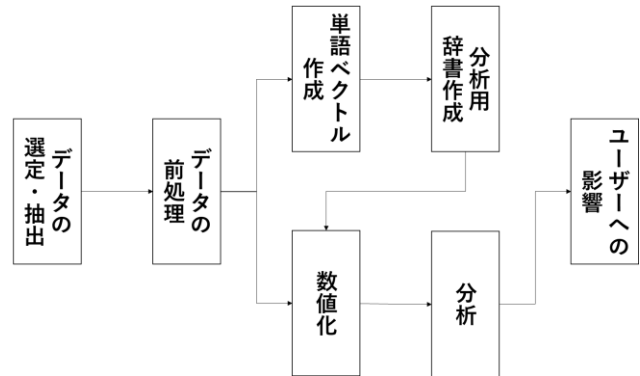 データの
選定・抽出
データの
前処理
単語ベクトル
作成
分析用
辞書作成
数値化
分析
ユーザーへの
影響